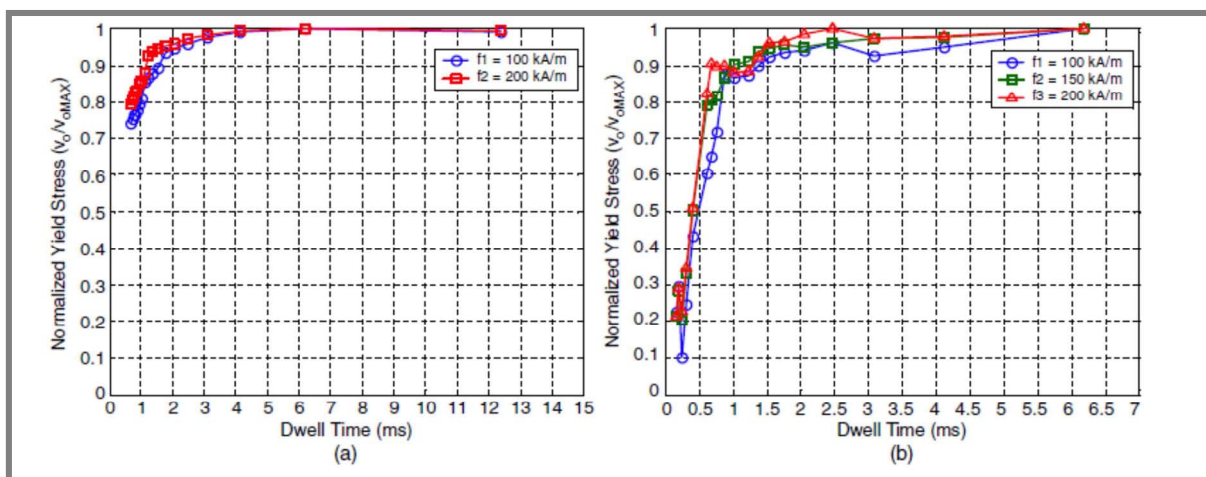 1
0.9
0.8
0.7
0.6
0.5
0.4
0.3
0.2
0.1
0
Normalized Yield Stress (vo/voMAX)
f1 = 100 kA/m
f2 = 200 kA/m
0 1 2 3 4 5 6 7 8 9 10 11 12 13 14 15
Dwell Time (ms)
(a)
1
0.9
0.8
0.7
0.6
0.5
0.4
0.3
0.2
0.1
0
Normalized Yield Stress (vo/voMAX)
f1 = 100 kA/m
f2 = 150 kA/m
f3 = 200 kA/m
0 0.5 1 1.5 2 2.5 3 3.5 4 4.5 5 5.5 6 6.5 7
Dwell Time (ms)
(b)